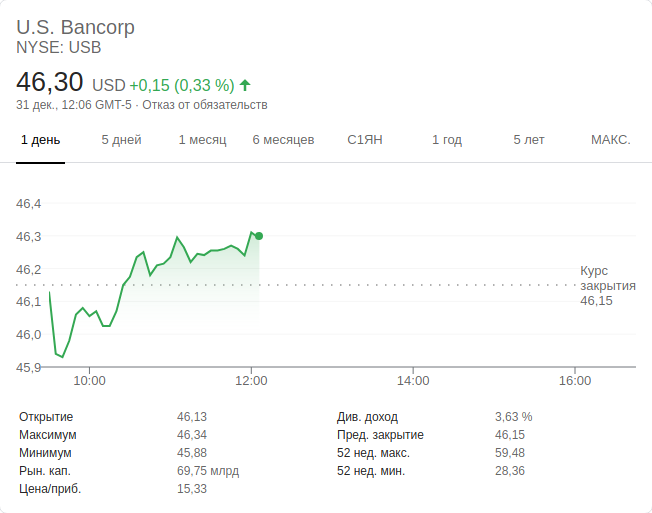 U.S. Bancorp
NYSE: USB
46,30 USD +0,15 (0,33 %)
31 дек., 12:06 GMT-5 · Отказ от обязательств
1 день 5 дней 1 месяц 6 месяцев С1ЯН 1 год 5 лет МАКС.
46,4
46,3
46,2
46,1
46,0
45,9
Курс
закрытия
46,15
10:00 12:00 14:00 16:00
Открытие 46,13 Див. доход 3,63 %
Максимум 46,34 Пред. закрытие 46,15
Минимум 45,88 52 нед. макс. 59,48
Рын. кап. 69,75 млрд 52 нед. мин. 28,36
Цена/приб. 15,33